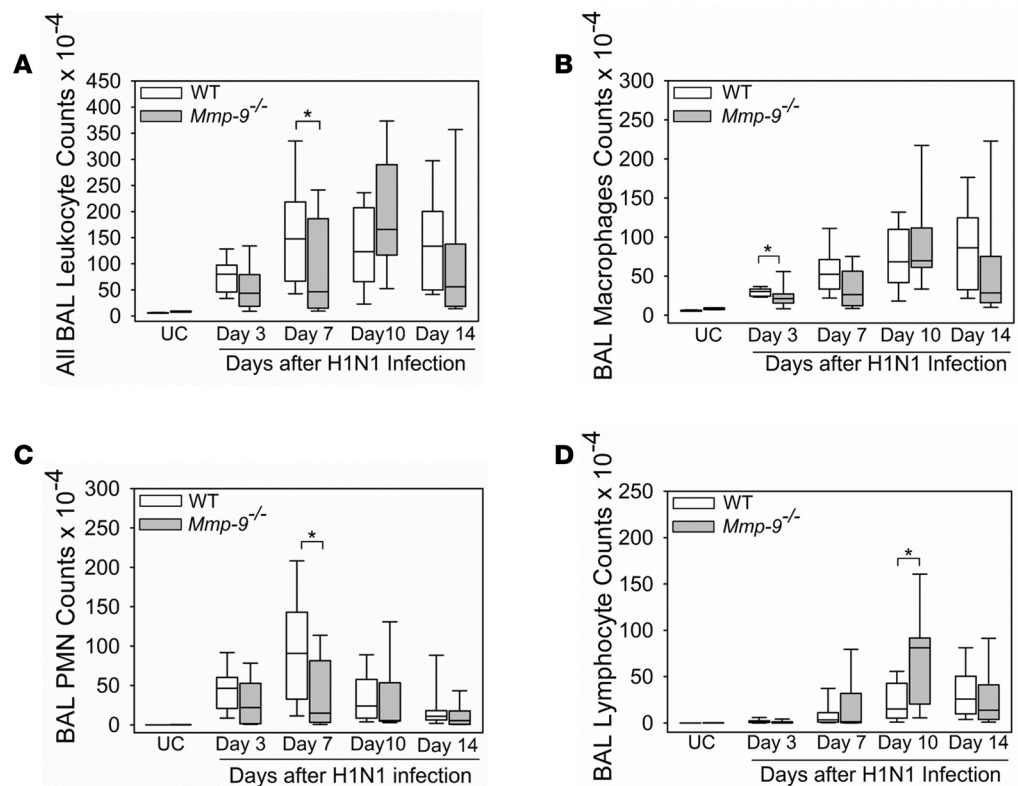 A
All BAL Leukocyte Counts x 10-4
450
400
350
300
250
200
150
100
50
0
WT
Mmp-9-/-
*
UC Day 3 Day 7 Day10 Day 14
Days after H1N1 Infection
B
BAL Macrophages Counts x 10-4
300
250
200
150
100
50
0
WT
Mmp-9-/-
*
UC Day 3 Day 7 Day 10 Day 14
Days after H1N1 Infection
C
BAL PMN Counts x 10-4
300
250
200
150
100
50
0
WT
Mmp-9-/-
*
UC Day 3 Day 7 Day10 Day 14
Days after H1N1 infection
D
BAL Lymphocyte Counts x 10-4
250
200
150
100
50
0
WT
Mmp-9-/-
*
UC Day 3 Day 7 Day 10 Day 14
Days after H1N1 Infection